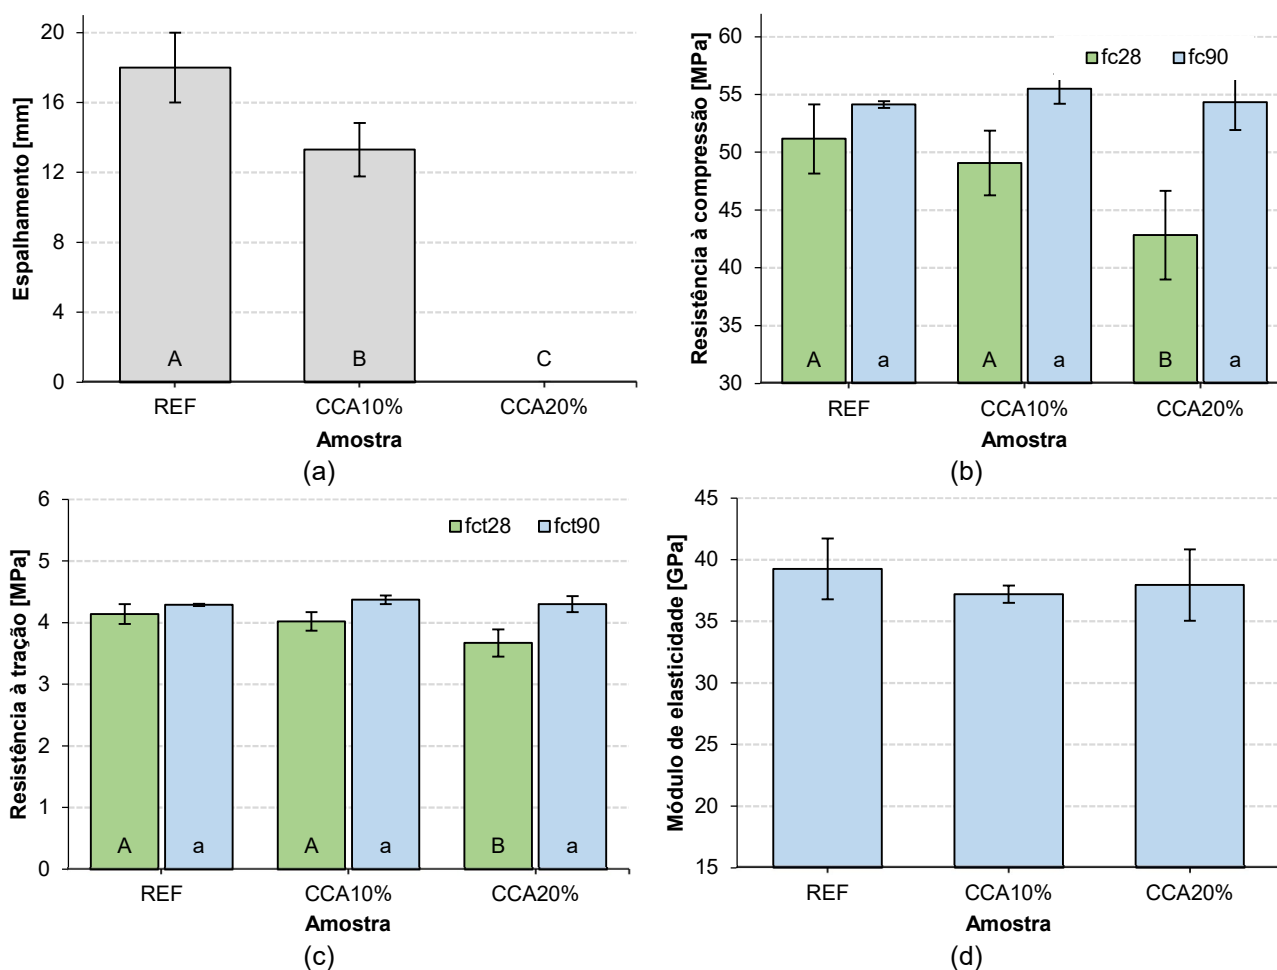 Espalhamento [mm]
20
16
12
8
4
0
A
B
C
REF
CCA10%
CCA20%
Amostra
(a)
Resistência à compressão [MPa]
60
55
50
45
40
35
30
fc28
fc90
A
a
A
a
B
a
REF
CCA10%
CCA20%
Amostra
(b)
Resistência à tração [MPa]
6
5
4
3
2
1
0
fct28
fct90
A
a
A
a
B
a
REF
CCA10%
CCA20%
Amostra
(c)
Módulo de elasticidade [GPa]
45
40
35
30
25
20
15
REF
CCA10%
CCA20%
Amostra
(d)